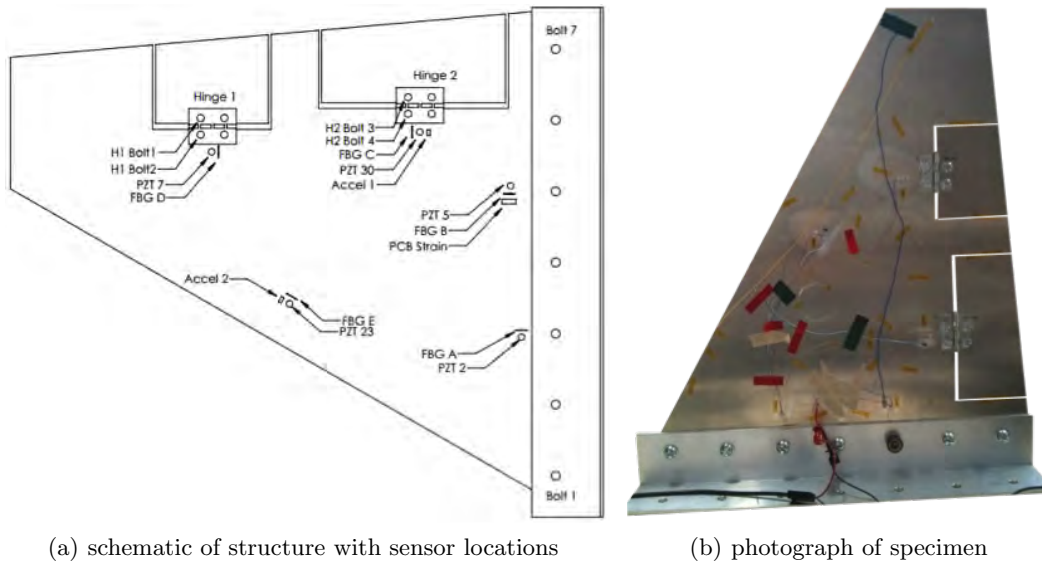 Bolt 7
Hinge 2
Hinge 1
H2 Bolt 3
H2 Bolt 4
FBG C
PZT 30
Accel 1
H1 Bolt1
H1 Bolt2
PZT 7
FBG D
PZT 5
FBG B
PCB Strain
Accel 2
FBG E
PZT 23
FBG A
PZT 2
Bolt 1
(a) schematic of structure with sensor locations
(b) photograph of specimen